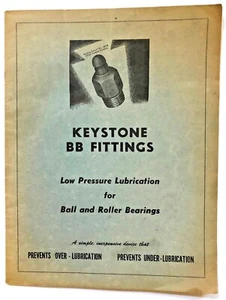 KEYSTONE
BB FITTINGS
Low Pressure Lubrication
for
Ball and Roller Bearings
A simple, inexpensive device that
PREVENTS OVER-LUBRICATION PREVENTS UNDER-LUBRICATION